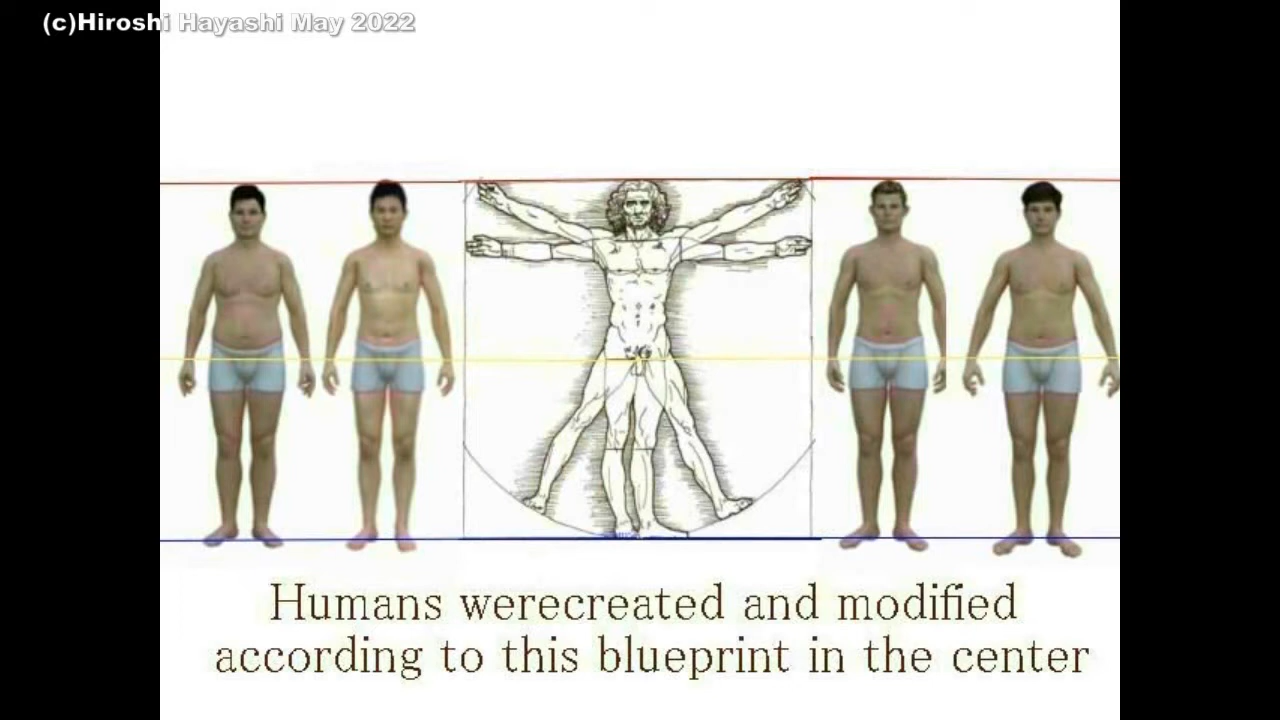 (c)Hiroshi Hayashi May 2022
Humans werecreated and modified
according to this blueprint in the center